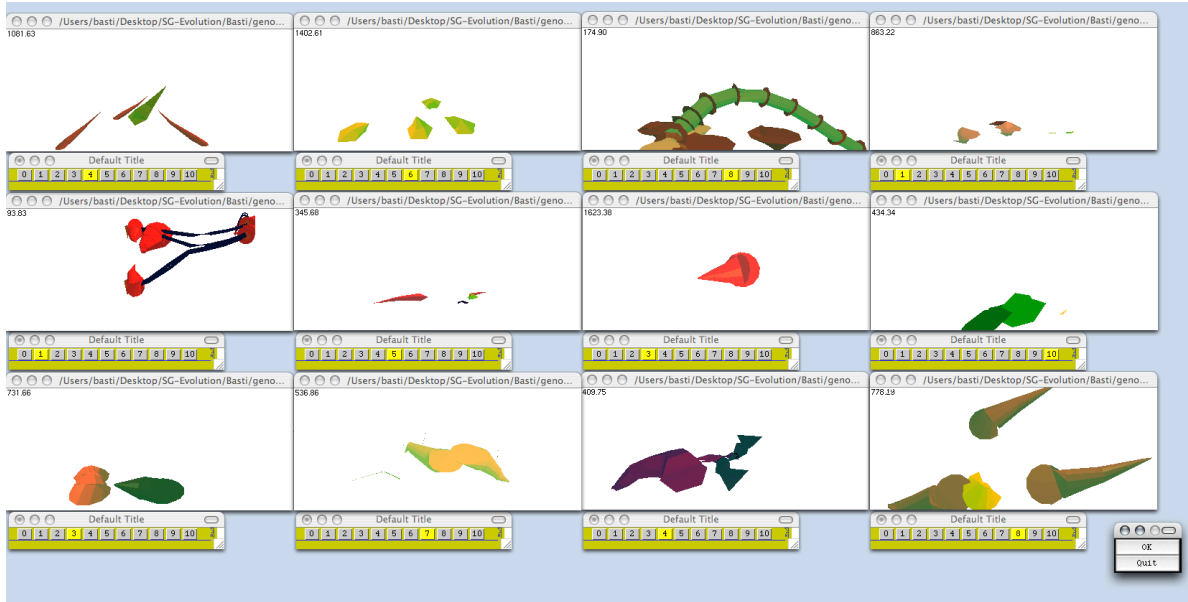 /Users/basti/Desktop/SG-Evolution/Basti/geno...
/Users/basti/Desktop/SG-Evolution/Basti/geno...
/Users/basti/Desktop/SG-Evolution/Basti/geno...
/Users/basti/Desktop/SG-Evolution/Basti/geno...
1081.63
1402.61
174.90
863.22
Default Title
Default Title
Default Title
Default Title
0 1 2 3 4 5 6 7 8 9 10
0 1 2 3 4 5 6 7 8 9 10
0 1 2 3 4 5 6 7 8 9 10
0 1 2 3 4 5 6 7 8 9 10
/Users/basti/Desktop/SG-Evolution/Basti/geno...
/Users/basti/Desktop/SG-Evolution/Basti/geno...
/Users/basti/Desktop/SG-Evolution/Basti/geno...
/Users/basti/Desktop/SG-Evolution/Basti/geno...
93.83
345.68
1623.38
434.34
Default Title
Default Title
Default Title
Default Title
0 1 2 3 4 5 6 7 8 9 10
0 1 2 3 4 5 6 7 8 9 10
0 1 2 3 4 5 6 7 8 9 10
0 1 2 3 4 5 6 7 8 9 10
/Users/basti/Desktop/SG-Evolution/Basti/geno...
/Users/basti/Desktop/SG-Evolution/Basti/geno...
/Users/basti/Desktop/SG-Evolution/Basti/geno...
/Users/basti/Desktop/SG-Evolution/Basti/geno...
731.66
536.86
409.75
778.19
Default Title
Default Title
Default Title
Default Title
0 1 2 3 4 5 6 7 8 9 10
0 1 2 3 4 5 6 7 8 9 10
0 1 2 3 4 5 6 7 8 9 10
0 1 2 3 4 5 6 7 8 9 10
OK
Quit